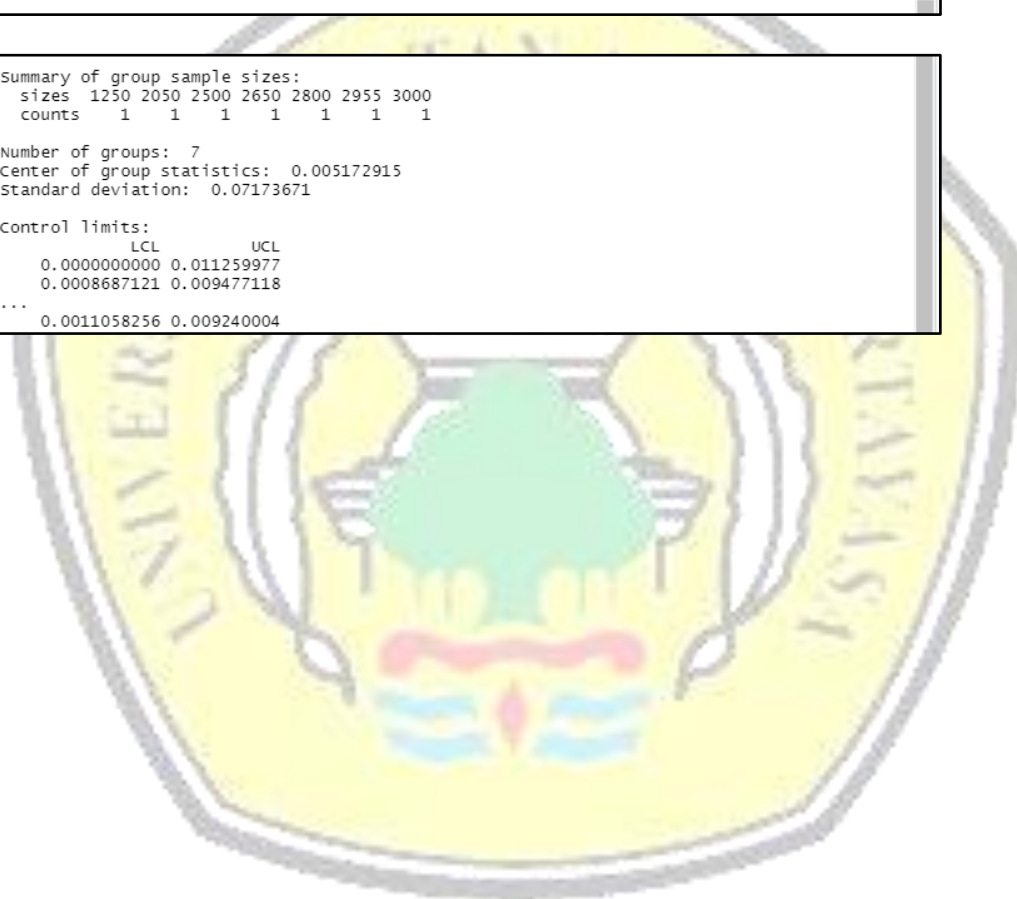 Summary of group sample sizes:
sizes 1250 2050 2500 2650 2800 2955 3000
counts 1 1 1 1 1 1 1
Number of groups: 7
Center of group statistics: 0.005172915
Standard deviation: 0.07173671
Control limits:
LCL UCL
0.0000000000 0.011259977
0.0008687121 0.009477118
...
0.0011058256 0.009240004